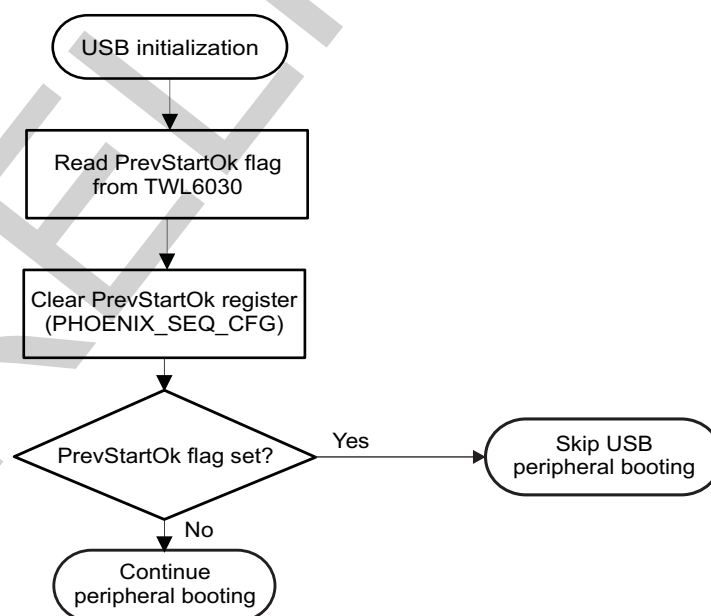 USB initialization
Read PrevStartOk flag
from TWL6030
Clear PrevStartOk register
(PHOENIX_SEQ_CFG)
PrevStartOk flag set?
Yes
Skip USB
peripheral booting
No
Continue
peripheral booting